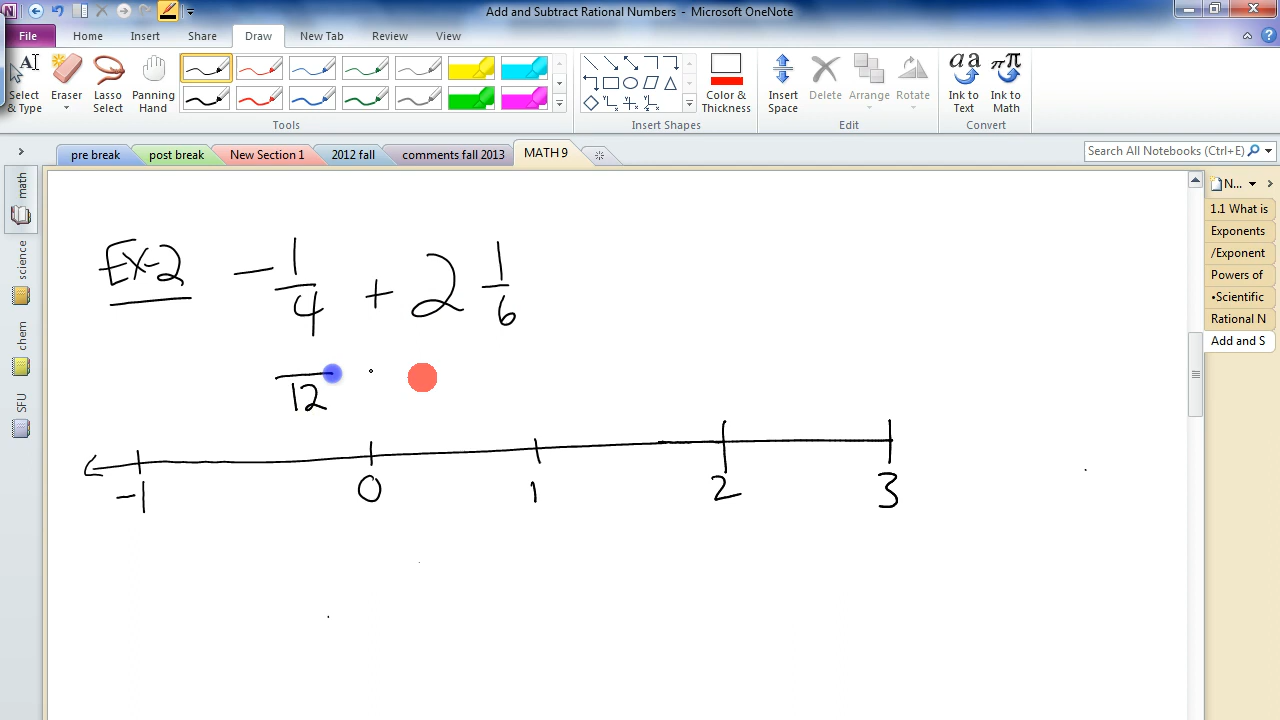 Add and Subtract Rational Numbers - Microsoft OneNote
File Home Insert Share Draw New Tab Review View
A
Select & Type
Eraser
Lasso Select
Panning Hand
Color & Thickness
Insert Space
Delete
Arrange
Rotate
aa
Ink to Text
ππ
Ink to Math
Tools
Insert Shapes
Edit
Convert
pre break
post break
New Section 1
2012 fall
comments fall 2013
MATH 9
Search All Notebooks (Ctrl+E)
math
science
chem
SFU
N...
1.1 What is
Exponents
/Exponent
Powers of
•Scientific
Rational N
Add and S
EX-2 -1/4 + 2 1/6
12
-1 0 1 2 3